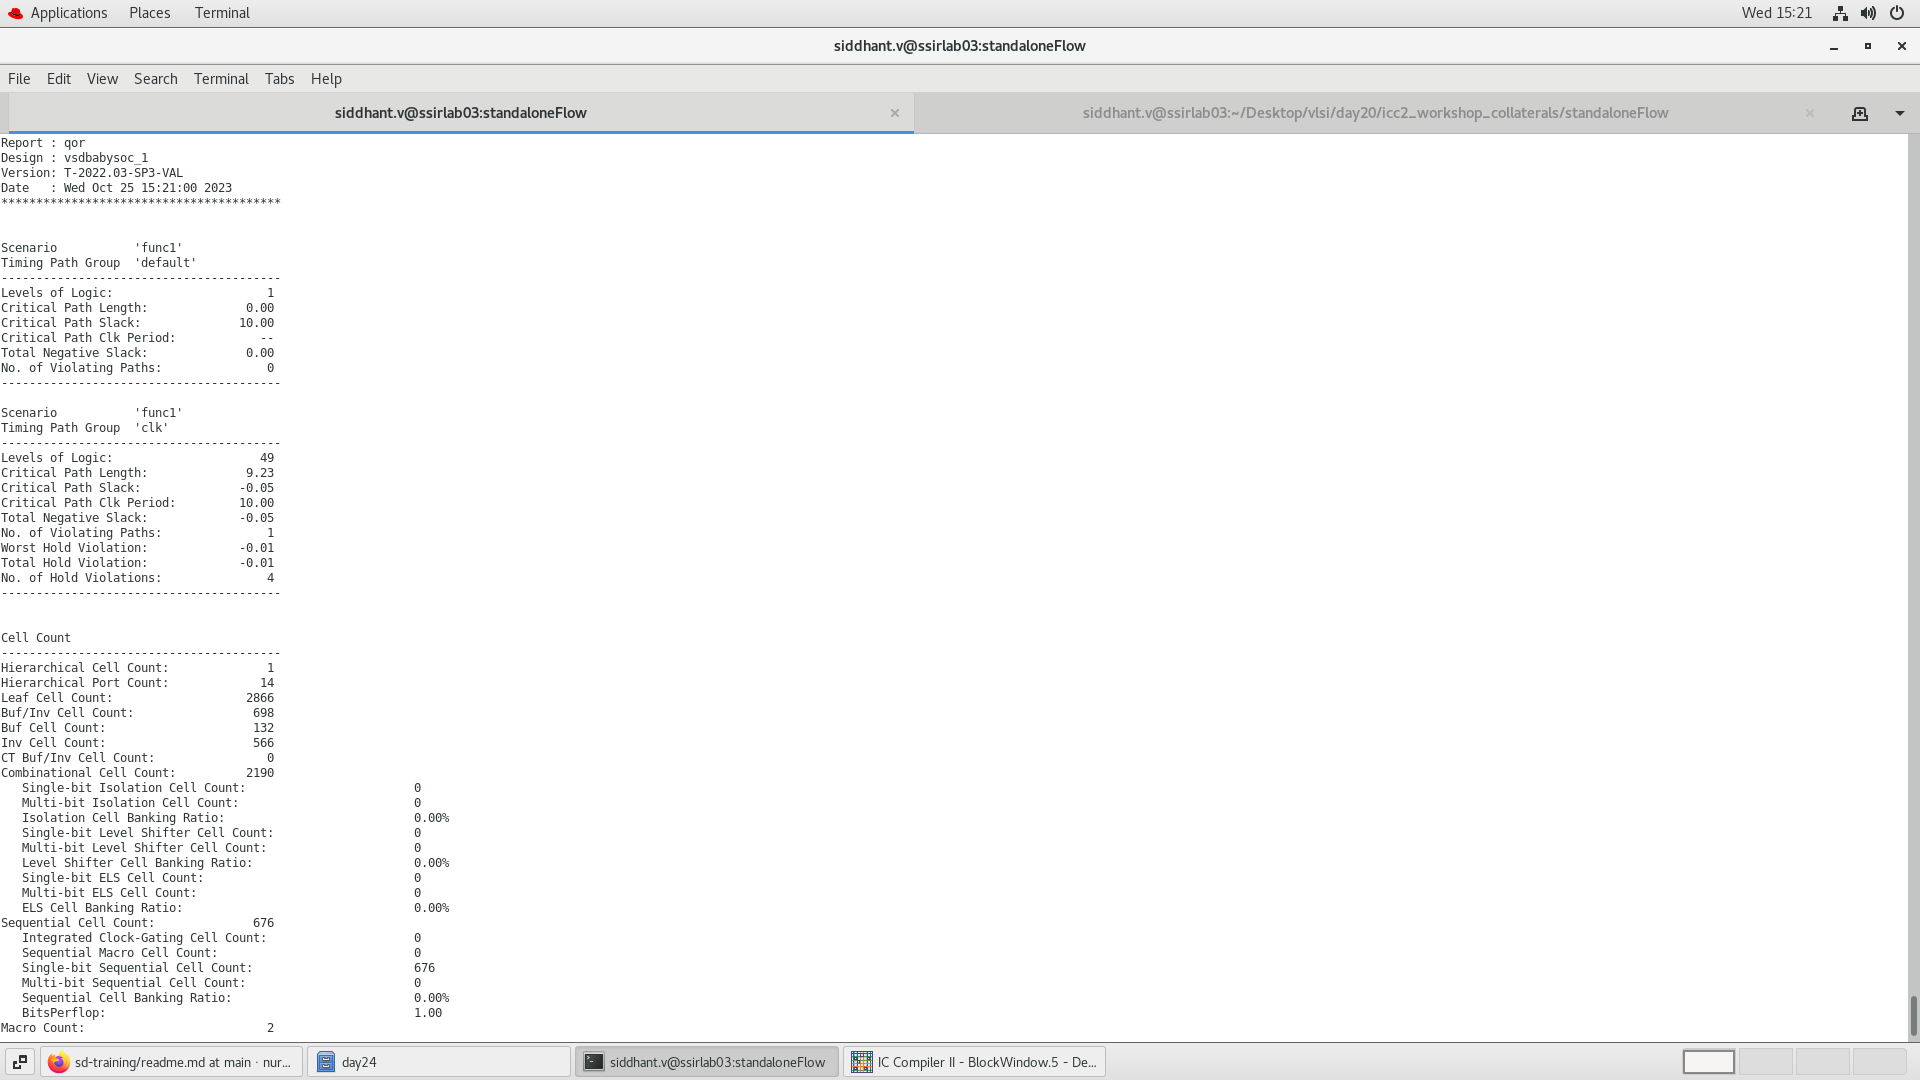 Applications Places Terminal Wed 15:21
siddhant.v@ssirlab03:standaloneFlow
File Edit View Search Terminal Tabs Help
siddhant.v@ssirlab03:standaloneFlow siddhant.v@ssirlab03:~/Desktop/vlsi/day20/icc2_workshop_collaterals/standaloneFlow
Report : qor
Design : vsdbabysoc_1
Version: T-2022.03-SP3-VAL
Date   : Wed Oct 25 15:21:00 2023
****************************************
Scenario           'func1'
Timing Path Group  'default'
----------------------------------------
Levels of Logic:                      1
Critical Path Length:              0.00
Critical Path Slack:              10.00
Critical Path Clk Period:            --
Total Negative Slack:              0.00
No. of Violating Paths:               0
----------------------------------------
Scenario           'func1'
Timing Path Group  'clk'
----------------------------------------
Levels of Logic:                     49
Critical Path Length:              9.23
Critical Path Slack:              -0.05
Critical Path Clk Period:         10.00
Total Negative Slack:             -0.05
No. of Violating Paths:               1
Worst Hold Violation:             -0.01
Total Hold Violation:             -0.01
No. of Hold Violations:               4
----------------------------------------
Cell Count
----------------------------------------
Hierarchical Cell Count:              1
Hierarchical Port Count:             14
Leaf Cell Count:                   2866
Buf/Inv Cell Count:                 698
Buf Cell Count:                     132
Inv Cell Count:                     566
CT Buf/Inv Cell Count:                0
Combinational Cell Count:          2190
   Single-bit Isolation Cell Count:                        0
   Multi-bit Isolation Cell Count:                         0
   Isolation Cell Banking Ratio:                           0.00%
   Single-bit Level Shifter Cell Count:                    0
   Multi-bit Level Shifter Cell Count:                     0
   Level Shifter Cell Banking Ratio:                       0.00%
   Single-bit ELS Cell Count:                              0
   Multi-bit ELS Cell Count:                               0
   ELS Cell Banking Ratio:                                 0.00%
Sequential Cell Count:              676
   Integrated Clock-Gating Cell Count:                     0
   Sequential Macro Cell Count:                            0
   Single-bit Sequential Cell Count:                       676
   Multi-bit Sequential Cell Count:                        0
   Sequential Cell Banking Ratio:                          0.00%
   BitsPerflop:                                            1.00
Macro Count:                          2
sd-training/readme.md at main · nur... day24 siddhant.v@ssirlab03:standaloneFlow IC Compiler II - BlockWindow.5 - De...